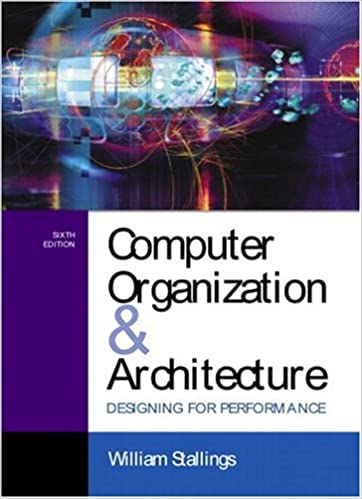 SIXTH
EDITION
Computer
Organization
&
Architecture
DESIGNING FOR PERFORMANCE
William Stallings